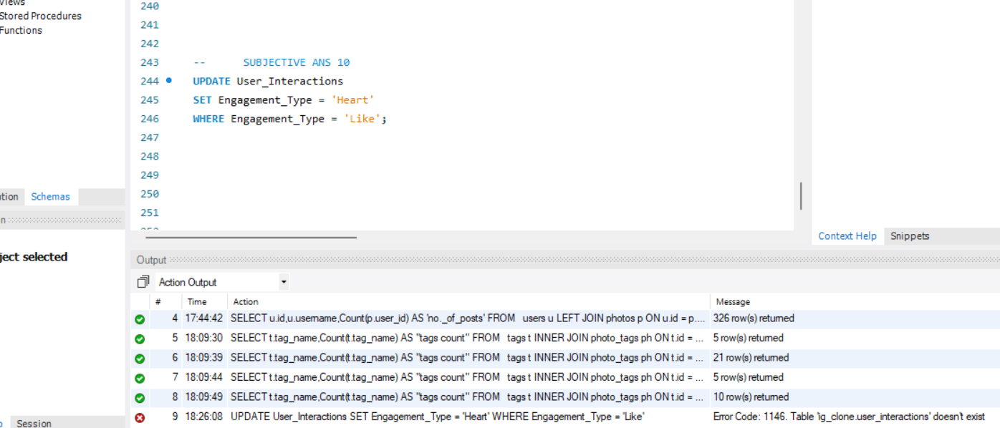 Views
Stored Procedures
Functions
240
241
242
243 -- SUBJECTIVE ANS 10
244 UPDATE User_Interactions
245 SET Engagement_Type = 'Heart'
246 WHERE Engagement_Type = 'Like';
247
248
249
250
251
Schemas
ject selected
Session
Context Help Snippets
Output
Action Output
# Time Action Message
4 17:44:42 SELECT u.id,u.username,Count(p.user_id) AS 'no._of_posts' FROM users u LEFT JOIN photos p ON u.id = p.... 326 row(s) returned
5 18:09:30 SELECT t.tag_name,Count(t.tag_name) AS "tags count" FROM tags t INNER JOIN photo_tags ph ON t.id = ... 5 row(s) returned
6 18:09:39 SELECT t.tag_name,Count(t.tag_name) AS "tags count" FROM tags t INNER JOIN photo_tags ph ON t.id = ... 21 row(s) returned
7 18:09:44 SELECT t.tag_name,Count(t.tag_name) AS "tags count" FROM tags t INNER JOIN photo_tags ph ON t.id = ... 5 row(s) returned
8 18:09:49 SELECT t.tag_name,Count(t.tag_name) AS "tags count" FROM tags t INNER JOIN photo_tags ph ON t.id = ... 10 row(s) returned
9 18:26:08 UPDATE User_Interactions SET Engagement_Type = 'Heart' WHERE Engagement_Type = 'Like' Error Code: 1146. Table 'ig_clone.user_interactions' doesn't exist